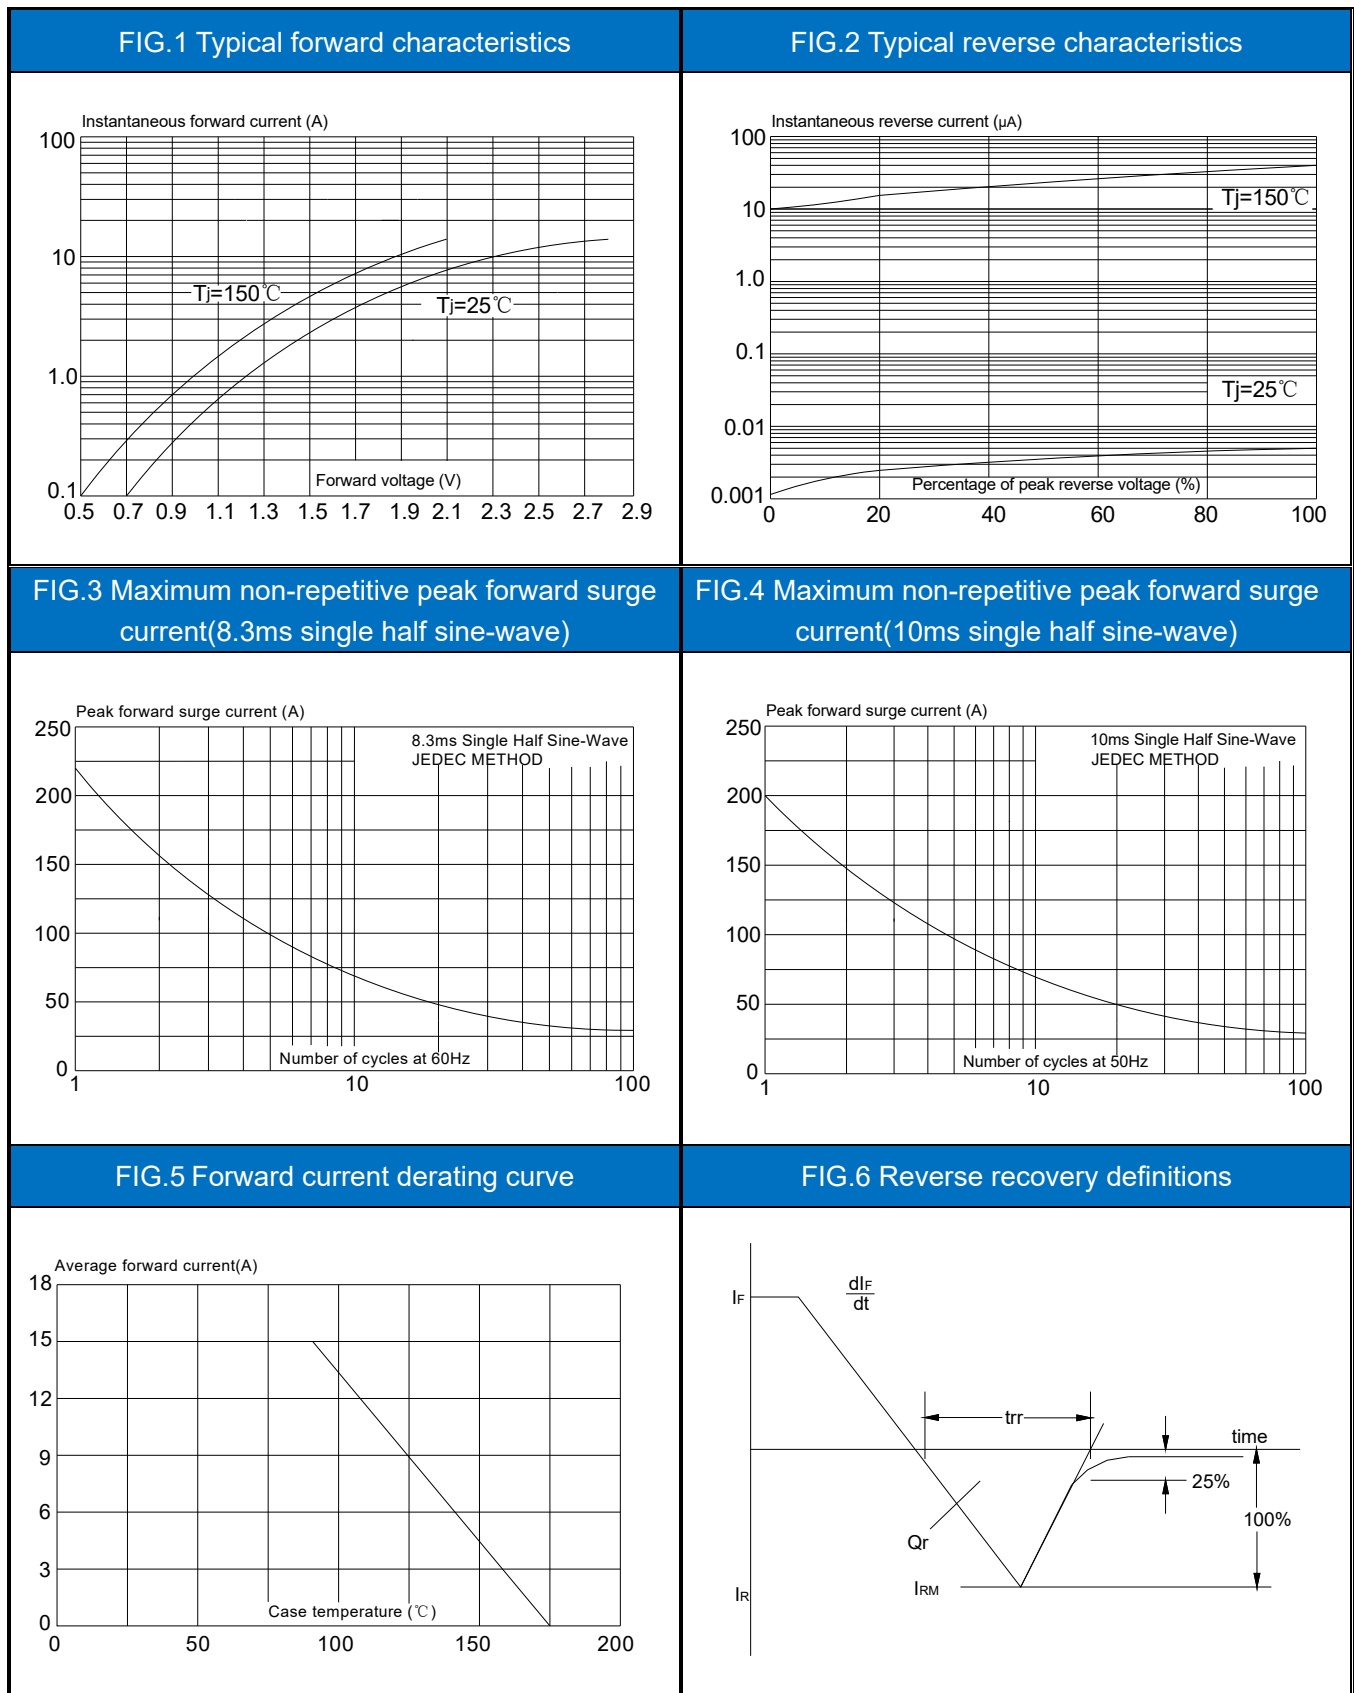 FIG.1 Typical forward characteristics
Instantaneous forward current (A)
100
10
1.0
0.1
Tj=150℃
Tj=25℃
Forward voltage (V)
0.5 0.7 0.9 1.1 1.3 1.5 1.7 1.9 2.1 2.3 2.5 2.7 2.9
FIG.2 Typical reverse characteristics
Instantaneous reverse current (μA)
100
10
1.0
0.1
0.01
0.001
Tj=150℃
Tj=25℃
Percentage of peak reverse voltage (%)
0 20 40 60 80 100
FIG.3 Maximum non-repetitive peak forward surge
current(8.3ms single half sine-wave)
Peak forward surge current (A)
250
200
150
100
50
0
8.3ms Single Half Sine-Wave
JEDEC METHOD
Number of cycles at 60Hz
1 10 100
FIG.4 Maximum non-repetitive peak forward surge
current(10ms single half sine-wave)
Peak forward surge current (A)
250
200
150
100
50
0
10ms Single Half Sine-Wave
JEDEC METHOD
Number of cycles at 50Hz
1 10 100
FIG.5 Forward current derating curve
Average forward current(A)
18
15
12
9
6
3
0
Case temperature (℃)
0 50 100 150 200
FIG.6 Reverse recovery definitions
IF
dIF
dt
trr
time
25%
100%
Qr
IRM
IR